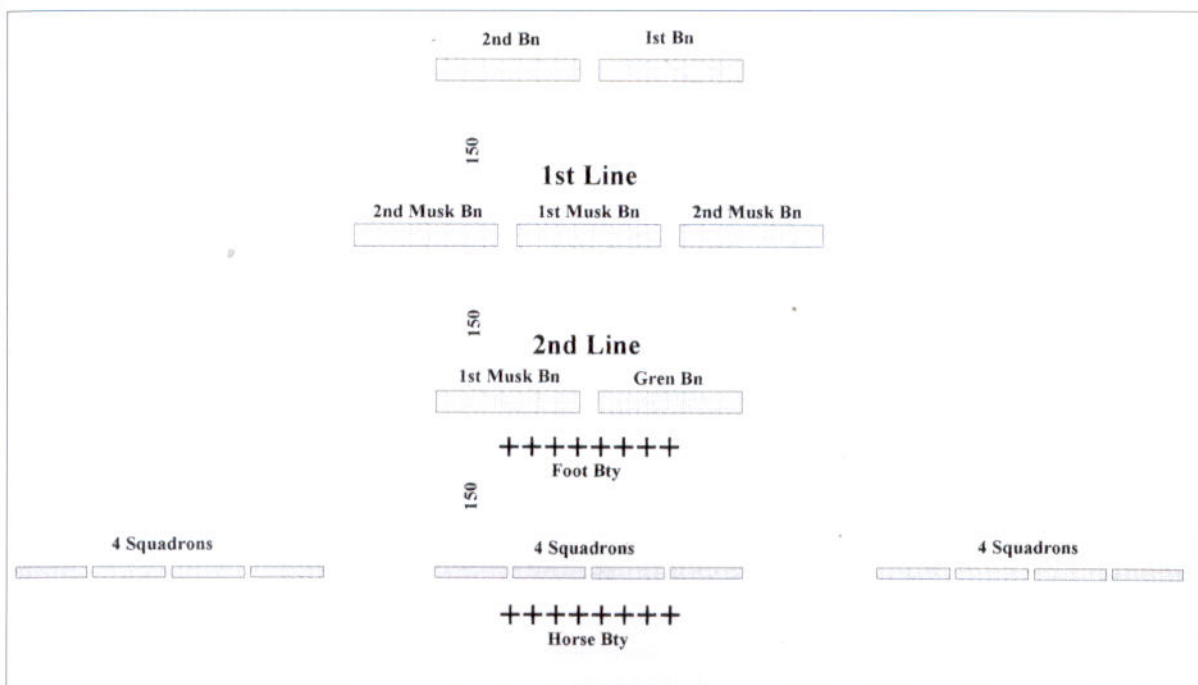 2nd Bn Ist Bn
150
1st Line
2nd Musk Bn 1st Musk Bn 2nd Musk Bn
150
2nd Line
1st Musk Bn Gren Bn
Foot Bty
150
4 Squadrons 4 Squadrons 4 Squadrons
Horse Bty